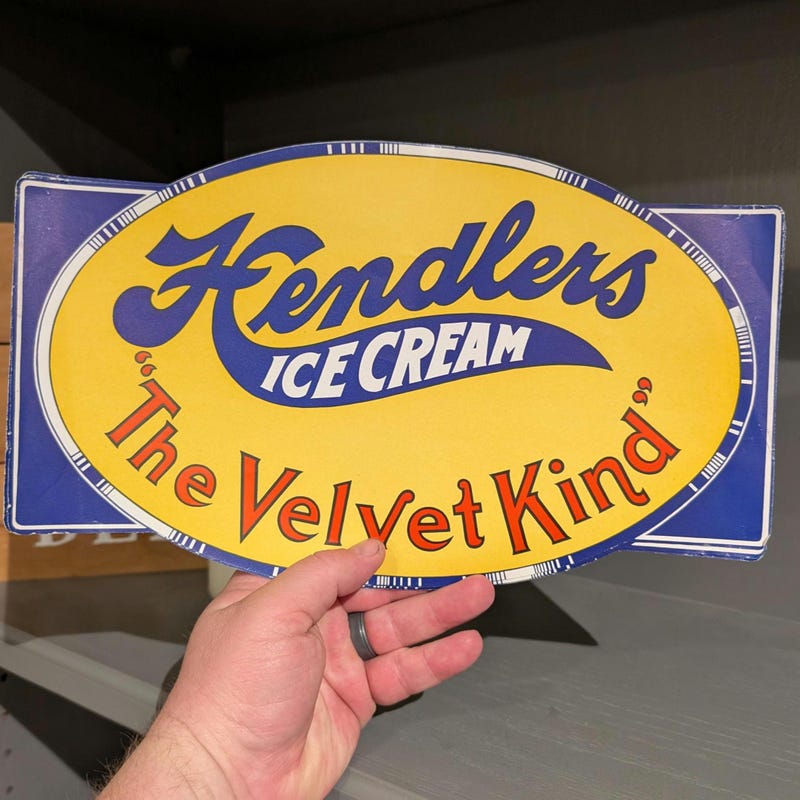 Hendlers
ICE CREAM
“The Velvet Kind”